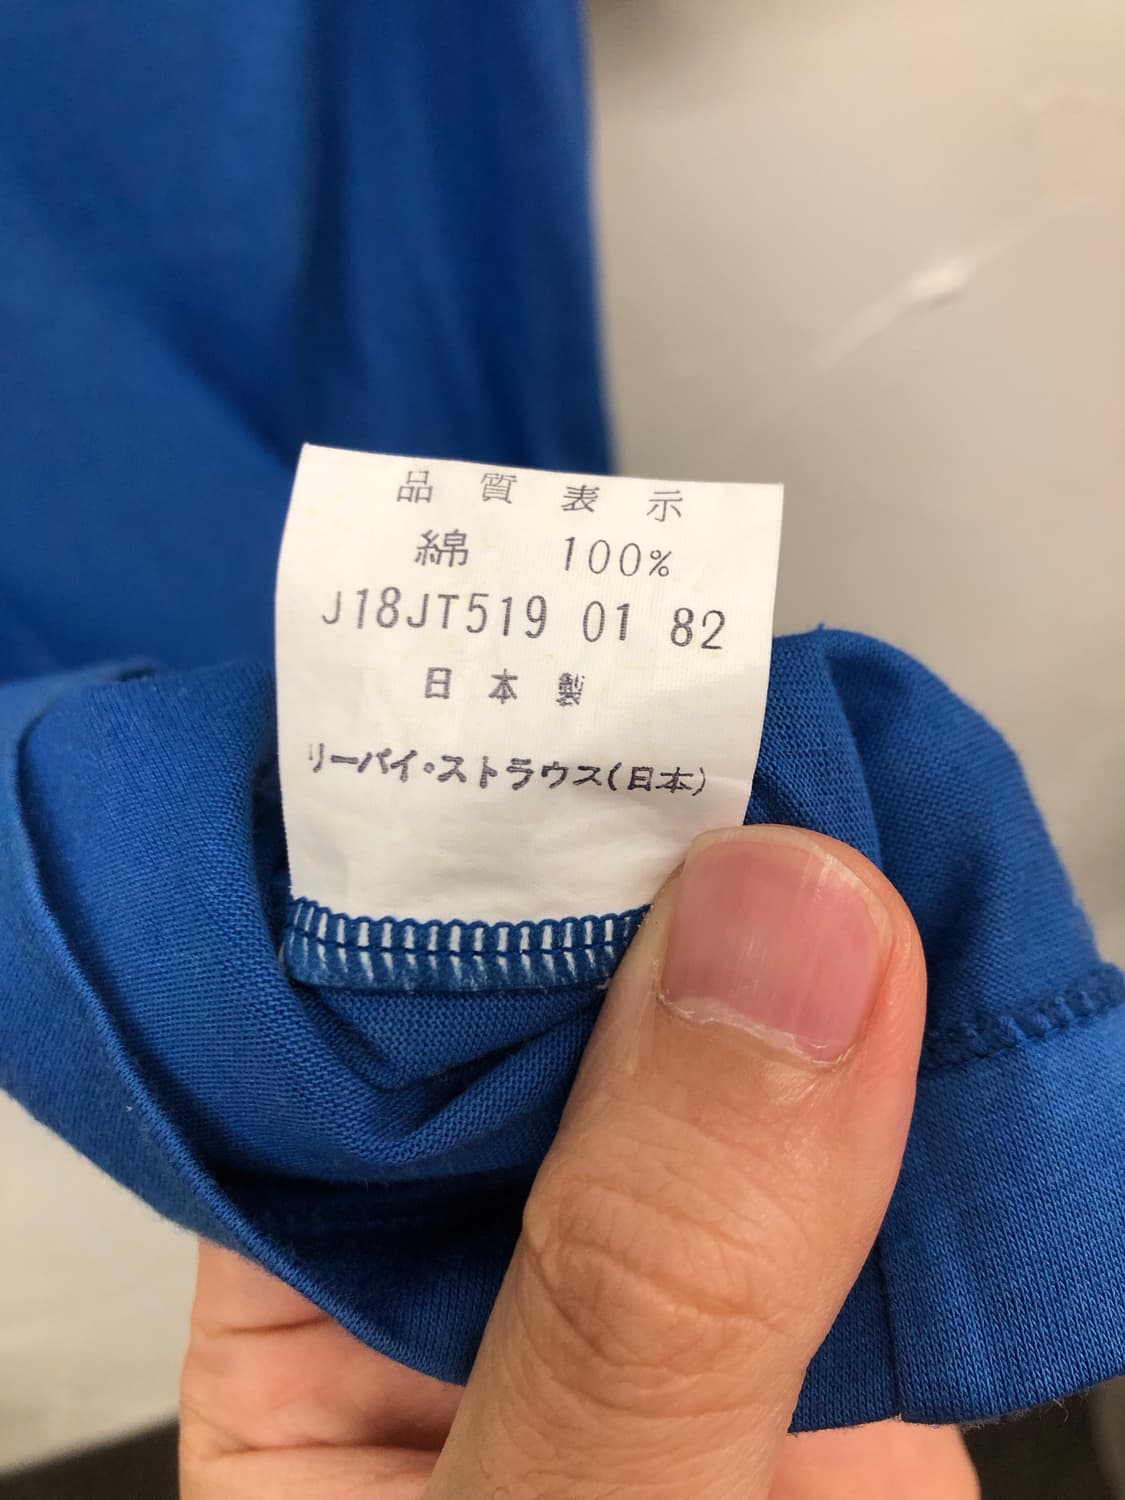 品質表示
綿 100%
J18JT519 01 82
日本製
リーバイ・ストラウス(日本)